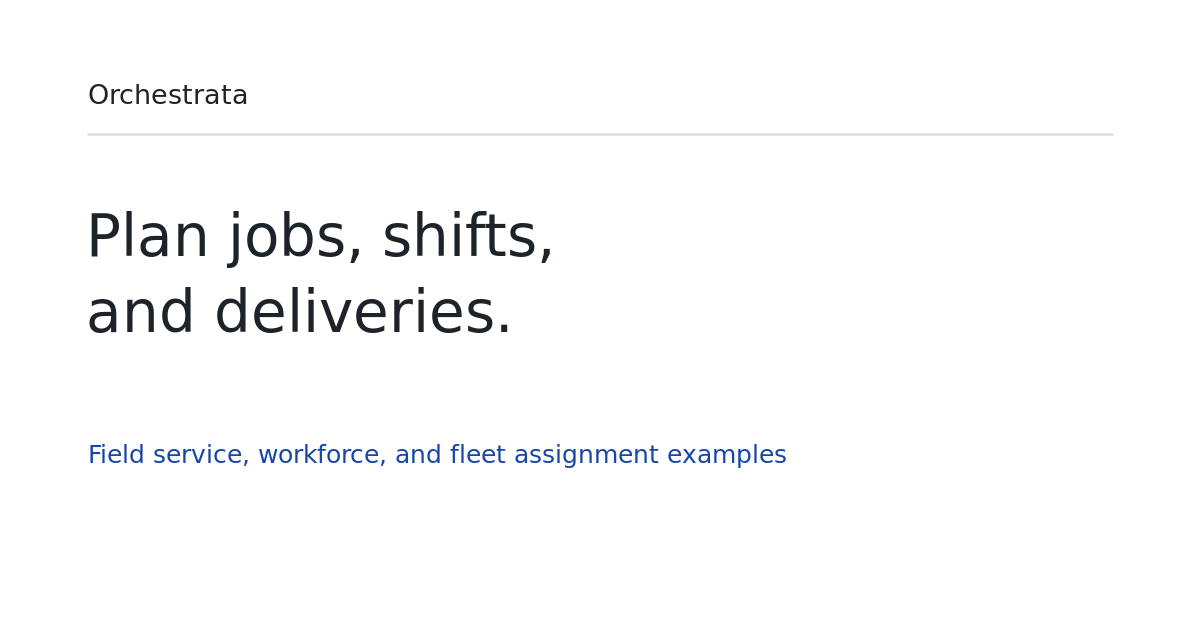 Orchestrata
Plan jobs, shifts,
and deliveries.
Field service, workforce, and fleet assignment examples